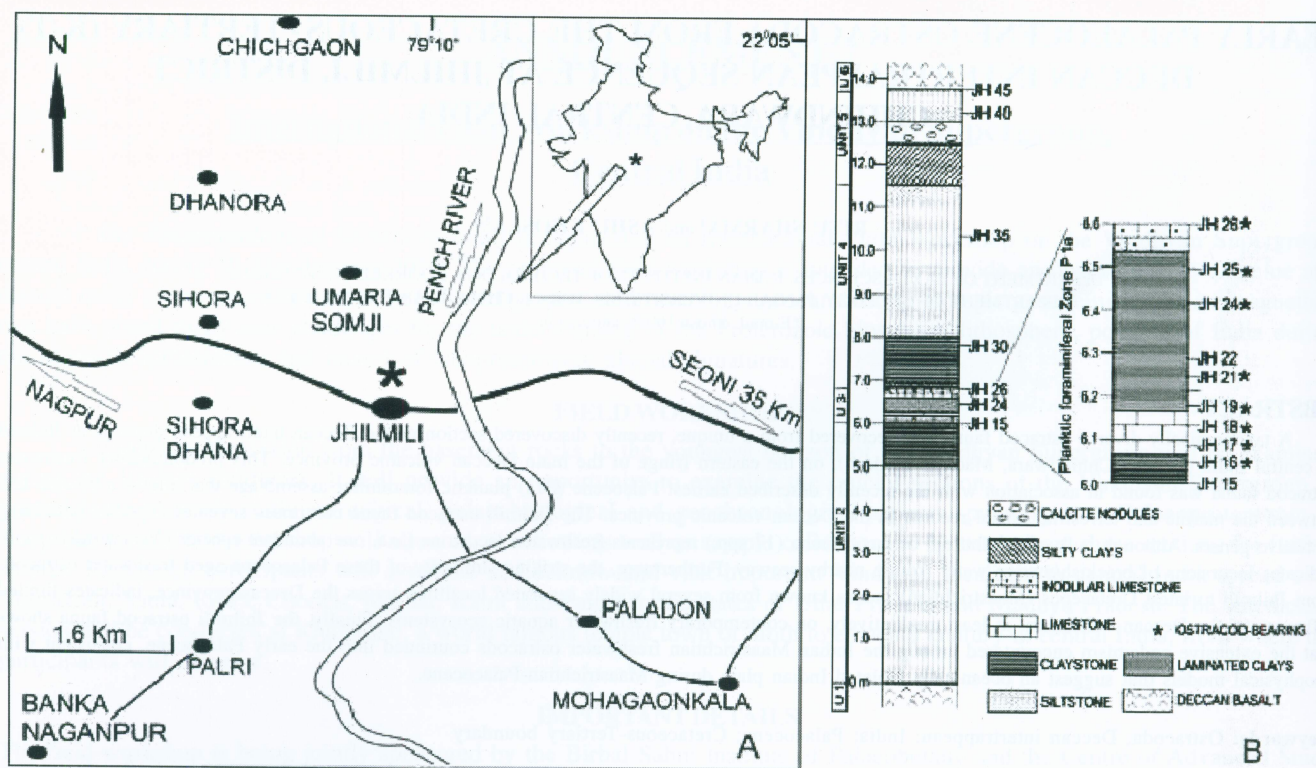 N
CHICHGAON
79°10'
DHANORA
SIHORA
UMARIA
SOMJI
PENCH RIVER
*
*
NAGPUR
SIHORA
DHANA
JHILMILI
SEONI 35 Km
1.6 Km
PALRI
PALADON
BANKA
NAGANPUR
MOHAGAONKALA
A
22°05'
U 6
UNIT 5
UNIT 4
U 3
UNIT 2
U 1
14.0
13.0
12.0
11.0
10.0
9.0
8.0
7.0
6.0
5.0
4.0
3.0
2.0
1.0
0 m
JH 45
JH 40
JH 35
JH 30
JH 26
JH 24
JH 15
Planktic foraminiferal Zone P 1a
6.6
6.5
6.4
6.3
6.2
6.1
6.0
JH 26*
JH 25*
JH 24*
JH 22
JH 21*
JH 19*
JH 18*
JH 17*
JH 16*
JH 15
CALCITE NODULES
SILTY CLAYS
NODULAR LIMESTONE
LIMESTONE
* OSTRACOD-BEARING
CLAYSTONE
LAMINATED CLAYS
SILTSTONE
DECCAN BASALT
B